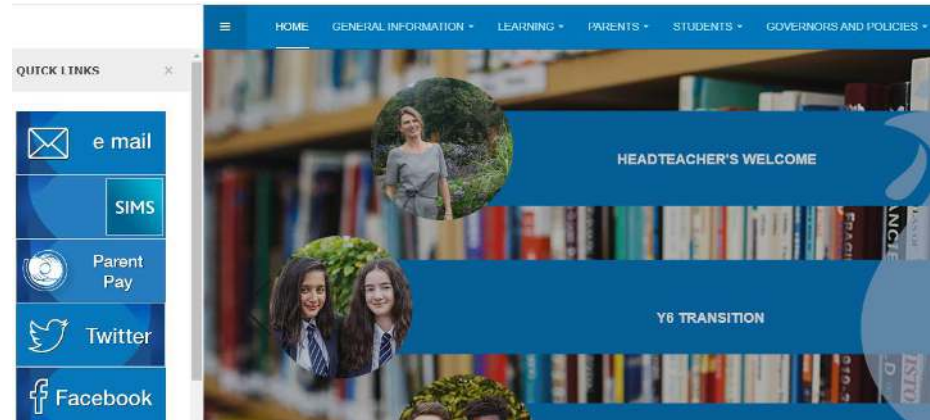 HOME GENERAL INFORMATION LEARNING PARENTS STUDENTS GOVERNORS AND POLICIES
QUICK LINKS ×
e mail
SIMS
Parent
Pay
Twitter
Facebook
HEADTEACHER'S WELCOME
Y6 TRANSITION